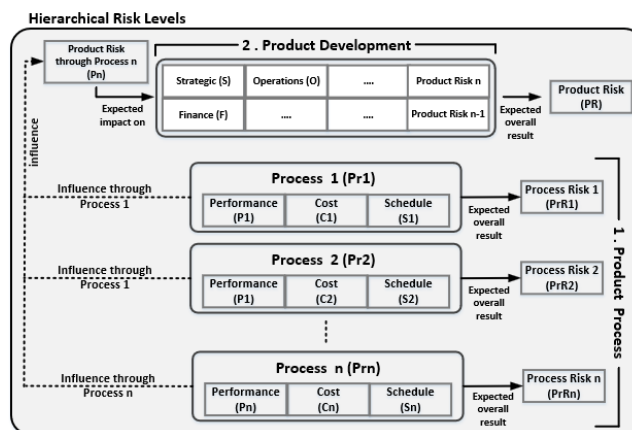 Hierarchical Risk Levels
Product Risk
through Process n
(Pn)
2 . Product Development
Strategic (S)
Operations (O)
....
Product Risk n
Finance (F)
....
....
Product Risk n-1
Expected
impact on
Expected
overall
result
Product Risk
(PR)
influence
Influence through
Process 1
Process 1 (Pr1)
Performance
(P1)
Cost
(C1)
Schedule
(S1)
Expected
overall
result
Process Risk 1
(PrR1)
Influence through
Process 1
Process 2 (Pr2)
Performance
(P1)
Cost
(C2)
Schedule
(S2)
Expected
overall
result
Process Risk 2
(PrR2)
Influence through
Process n
Process n (Prn)
Performance
(Pn)
Cost
(Cn)
Schedule
(Sn)
Expected
overall
result
Process Risk n
(PrRn)
1 . Product Process